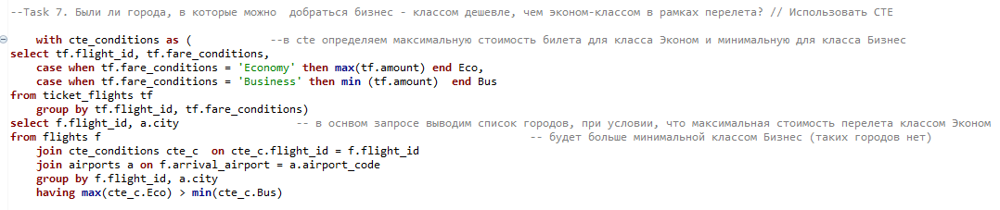 --Task 7. Были ли города, в которые можно  добраться бизнес - классом дешевле, чем эконом-классом в рамках перелета? // Использовать CTE
with cte_conditions as (            --в cte определяем максимальную стоимость билета для класса Эконом и минимальную для класса Бизнес
select tf.flight_id, tf.fare_conditions,
    case when tf.fare_conditions = 'Economy' then max(tf.amount) end Eco,
    case when tf.fare_conditions = 'Business' then min (tf.amount)  end Bus
from ticket_flights tf
    group by tf.flight_id, tf.fare_conditions)
select f.flight_id, a.city                  -- в оснвом запросе выводим список городов, при условии, что максимальная стоимость перелета классом Эконом
from flights f                                                                  -- будет больше минимальной классом Бизнес (таких городов нет)
    join cte_conditions cte_c  on cte_c.flight_id = f.flight_id
    join airports a on f.arrival_airport = a.airport_code
    group by f.flight_id, a.city
    having max(cte_c.Eco) > min(cte_c.Bus)